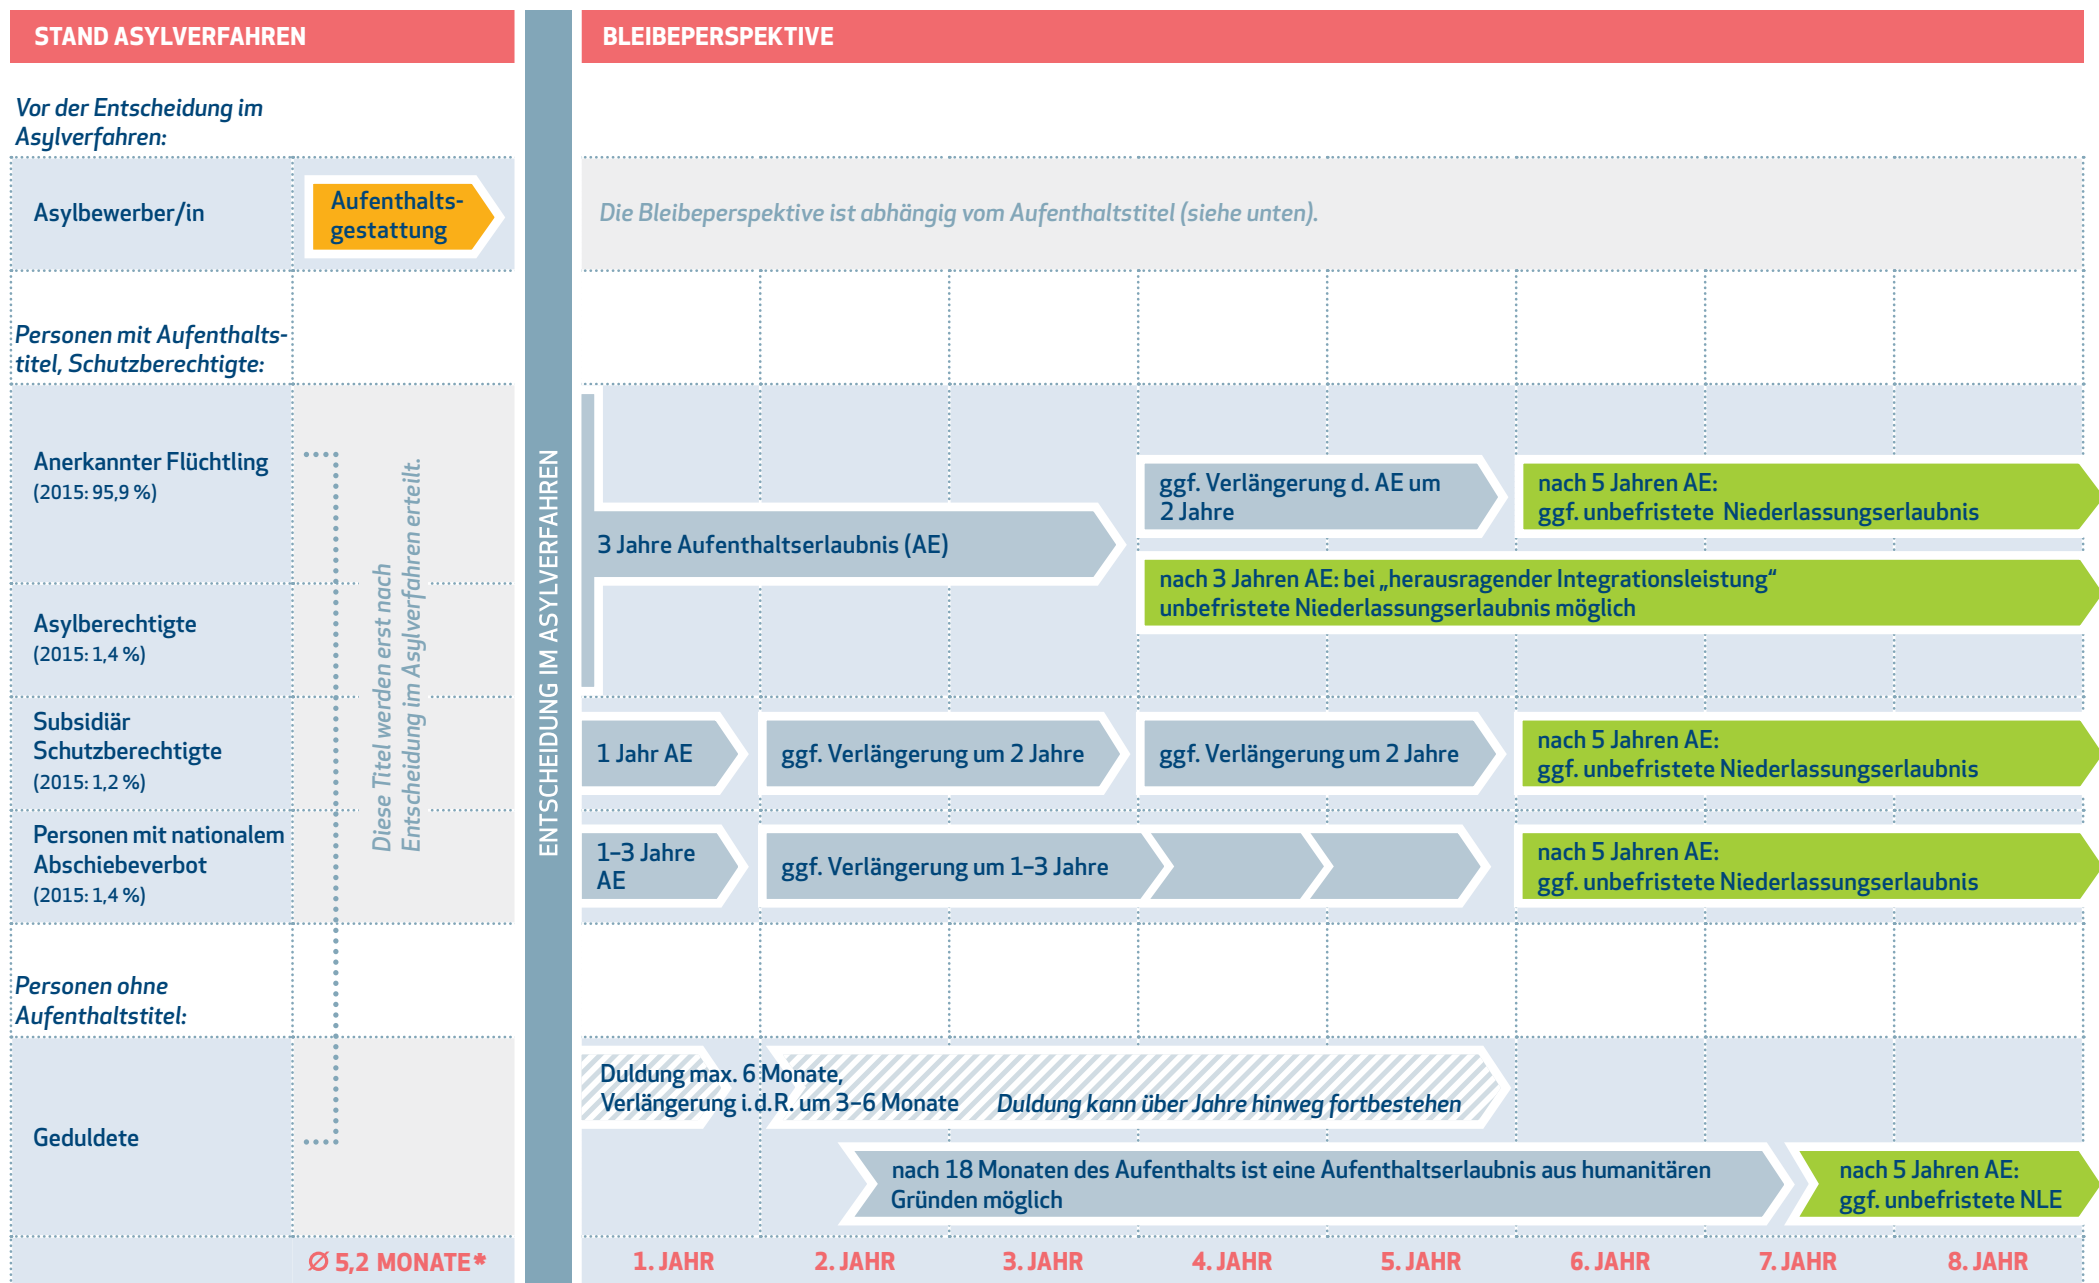 STAND ASYLVERFAHREN
BLEIBEPERSPEKTIVE
Vor der Entscheidung im
Asylverfahren:
Asylbewerber/in
Aufenthalts-
gestattung
Die Bleibeperspektive ist abhängig vom Aufenthaltstitel (siehe unten).
Personen mit Aufenthalts-
titel, Schutzberechtigte:
Anerkannter Flüchtling
(2015: 95,9 %)
Asylberechtigte
(2015: 1,4 %)
Diese Titel werden erst nach
Entscheidung im Asylverfahren erteilt.
ENTSCHEIDUNG IM ASYLVERFAHREN
3 Jahre Aufenthaltserlaubnis (AE)
ggf. Verlängerung d. AE um
2 Jahre
nach 5 Jahren AE:
ggf. unbefristete Niederlassungserlaubnis
nach 3 Jahren AE: bei „herausragender Integrationsleistung“
unbefristete Niederlassungserlaubnis möglich
Subsidiär
Schutzberechtigte
(2015: 1,2 %)
1 Jahr AE
ggf. Verlängerung um 2 Jahre
ggf. Verlängerung um 2 Jahre
nach 5 Jahren AE:
ggf. unbefristete Niederlassungserlaubnis
Personen mit nationalem
Abschiebeverbot
(2015: 1,4 %)
1–3 Jahre
AE
ggf. Verlängerung um 1–3 Jahre
nach 5 Jahren AE:
ggf. unbefristete Niederlassungserlaubnis
Personen ohne
Aufenthaltstitel:
Geduldete
Duldung max. 6 Monate,
Verlängerung i.d.R. um 3–6 Monate
Duldung kann über Jahre hinweg fortbestehen
nach 18 Monaten des Aufenthalts ist eine Aufenthaltserlaubnis aus humanitären
Gründen möglich
nach 5 Jahren AE:
ggf. unbefristete NLE
Ø 5,2 MONATE*
1. JAHR
2. JAHR
3. JAHR
4. JAHR
5. JAHR
6. JAHR
7. JAHR
8. JAHR